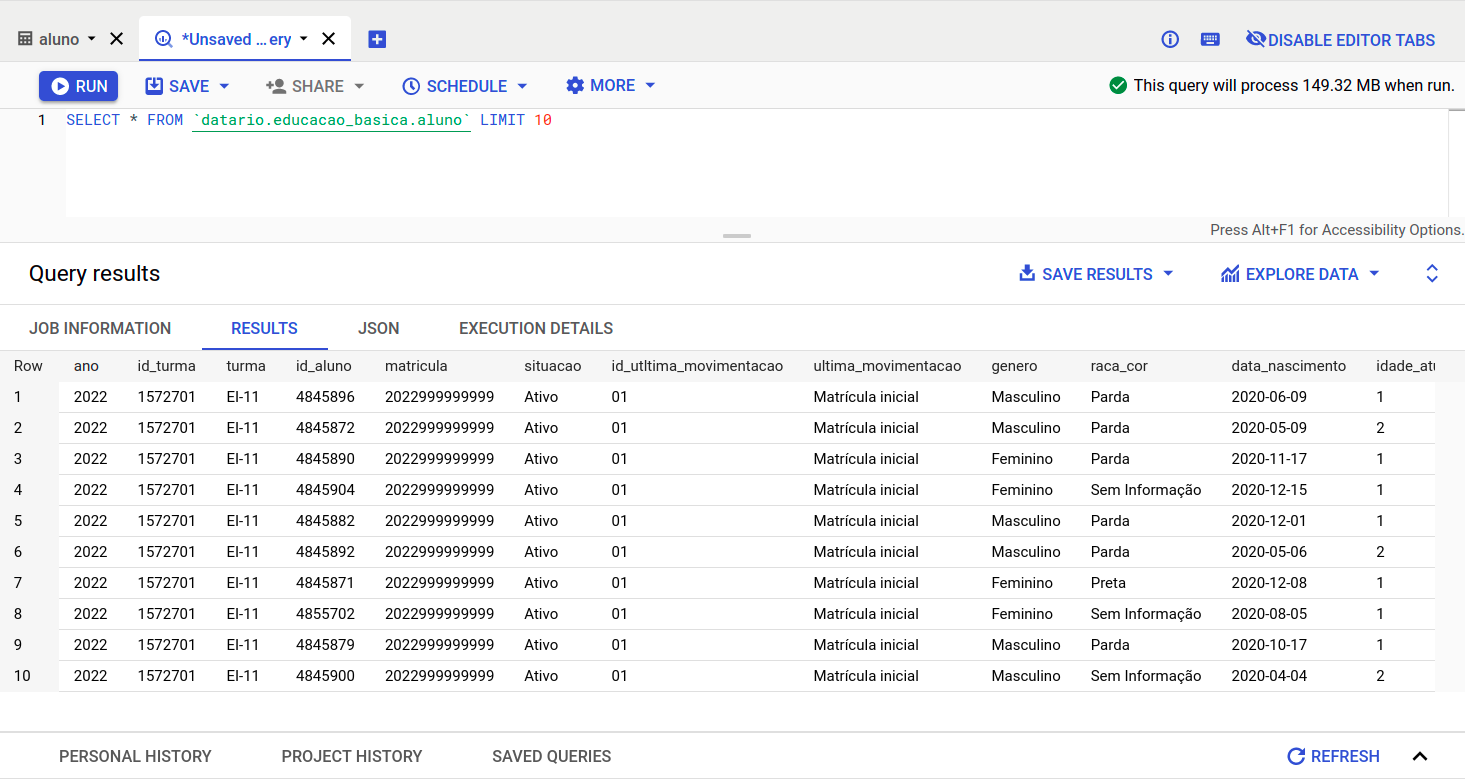 aluno *Unsaved ...ery DISABLE EDITOR TABS
RUN SAVE SHARE SCHEDULE MORE This query will process 149.32 MB when run.
1 SELECT * FROM `datario.educacao_basica.aluno` LIMIT 10
Press Alt+F1 for Accessibility Options.
Query results SAVE RESULTS EXPLORE DATA
JOB INFORMATION RESULTS JSON EXECUTION DETAILS
Row ano id_turma turma id_aluno matricula situacao id_utltima_movimentacao ultima_movimentacao genero raca_cor data_nascimento idade_atu
1 2022 1572701 EI-11 4845896 2022999999999 Ativo 01 Matrícula inicial Masculino Parda 2020-06-09 1
2 2022 1572701 EI-11 4845872 2022999999999 Ativo 01 Matrícula inicial Masculino Parda 2020-05-09 2
3 2022 1572701 EI-11 4845890 2022999999999 Ativo 01 Matrícula inicial Feminino Parda 2020-11-17 1
4 2022 1572701 EI-11 4845904 2022999999999 Ativo 01 Matrícula inicial Feminino Sem Informação 2020-12-15 1
5 2022 1572701 EI-11 4845882 2022999999999 Ativo 01 Matrícula inicial Masculino Parda 2020-12-01 1
6 2022 1572701 EI-11 4845892 2022999999999 Ativo 01 Matrícula inicial Masculino Parda 2020-05-06 2
7 2022 1572701 EI-11 4845871 2022999999999 Ativo 01 Matrícula inicial Feminino Preta 2020-12-08 1
8 2022 1572701 EI-11 4855702 2022999999999 Ativo 01 Matrícula inicial Feminino Sem Informação 2020-08-05 1
9 2022 1572701 EI-11 4845879 2022999999999 Ativo 01 Matrícula inicial Masculino Parda 2020-10-17 1
10 2022 1572701 EI-11 4845900 2022999999999 Ativo 01 Matrícula inicial Masculino Sem Informação 2020-04-04 2
PERSONAL HISTORY PROJECT HISTORY SAVED QUERIES REFRESH